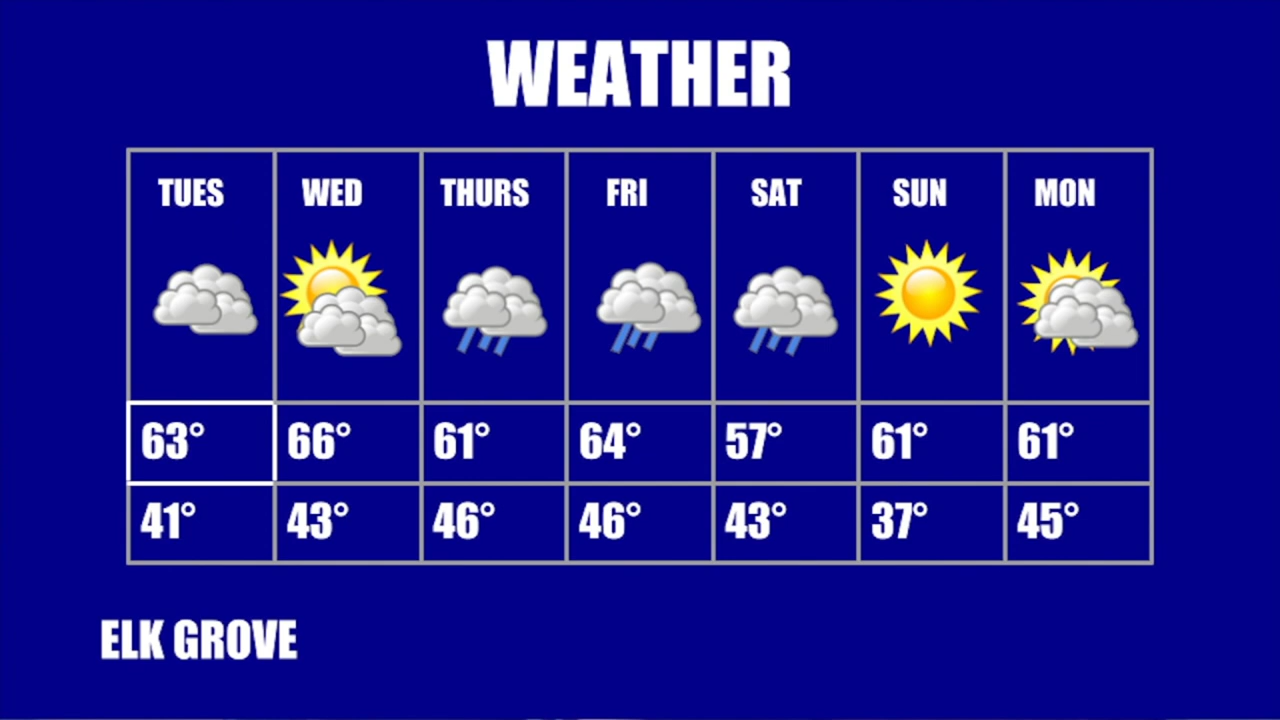 WEATHER
TUES WED THURS FRI SAT SUN MON
63° 66° 61° 64° 57° 61° 61°
41° 43° 46° 46° 43° 37° 45°
ELK GROVE